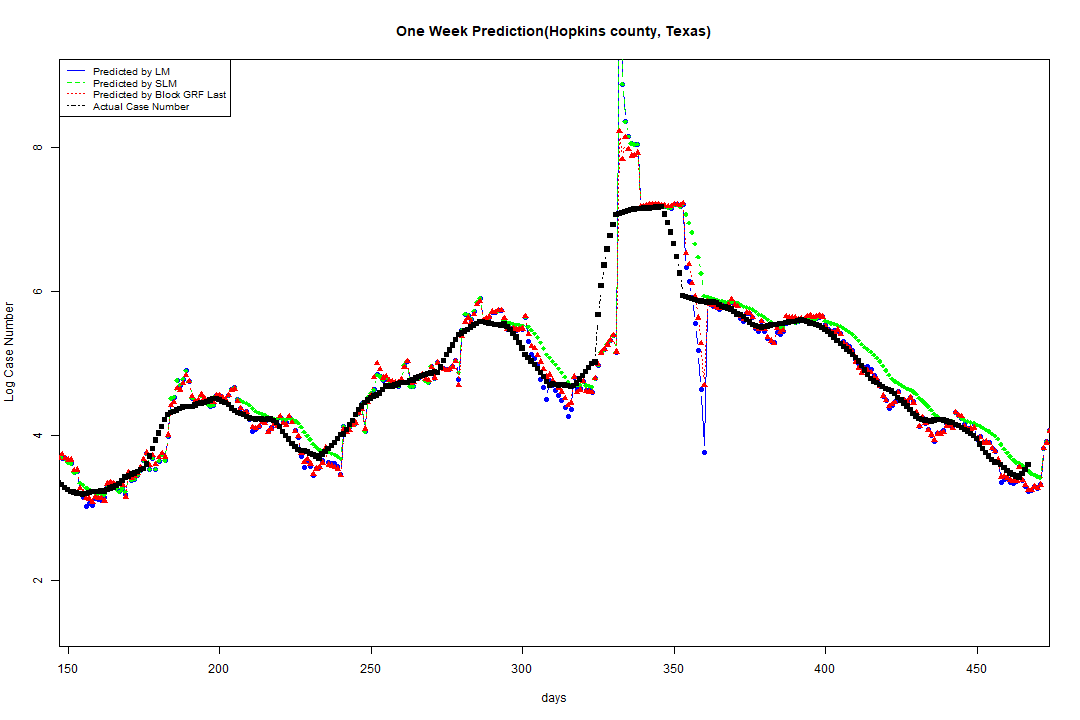 One Week Prediction(Hopkins county, Texas)
Predicted by LM
Predicted by SLM
Predicted by Block GRF Last
Actual Case Number
Log Case Number
8
6
4
2
150 200 250 300 350 400 450
days